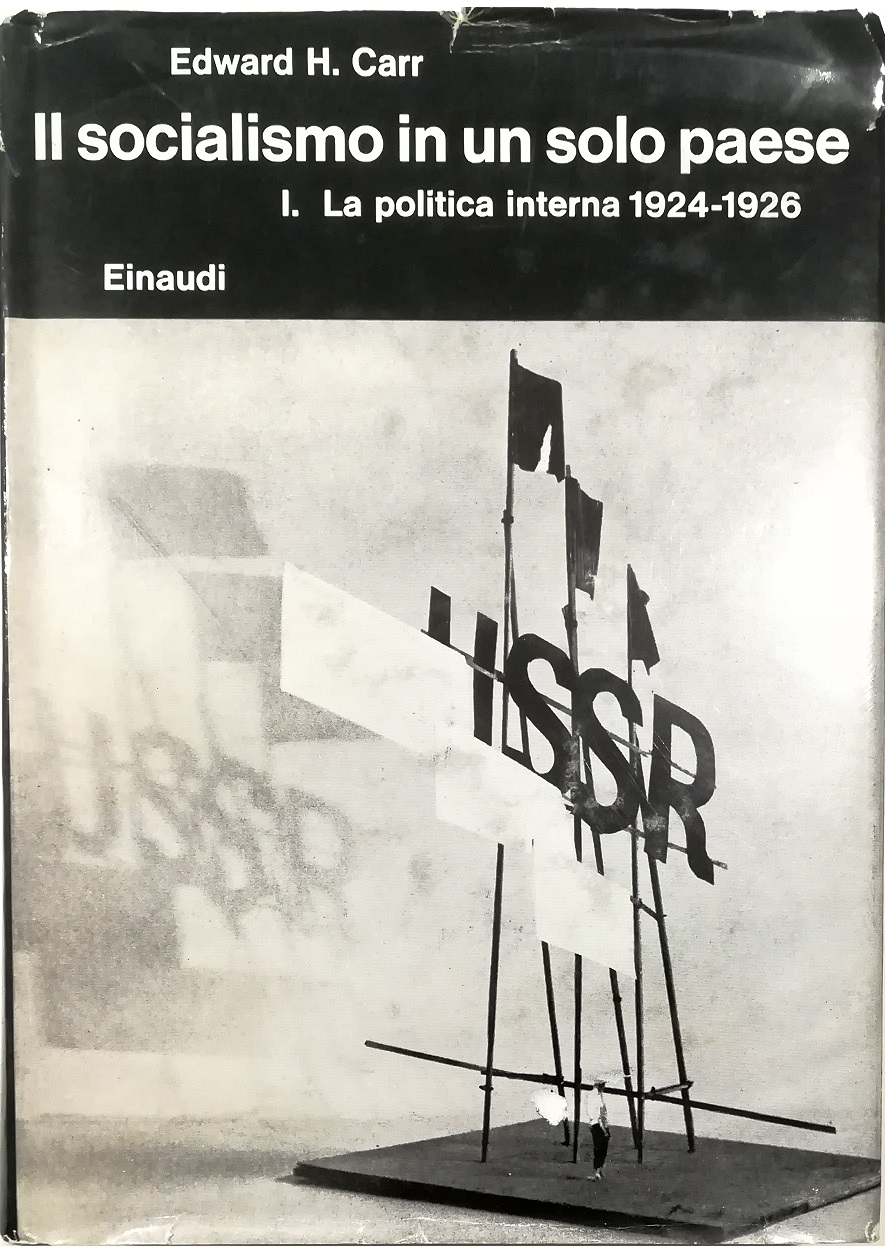 Edward H. Carr
Il socialismo in un solo paese
I. La politica interna 1924-1926
Einaudi
USSR